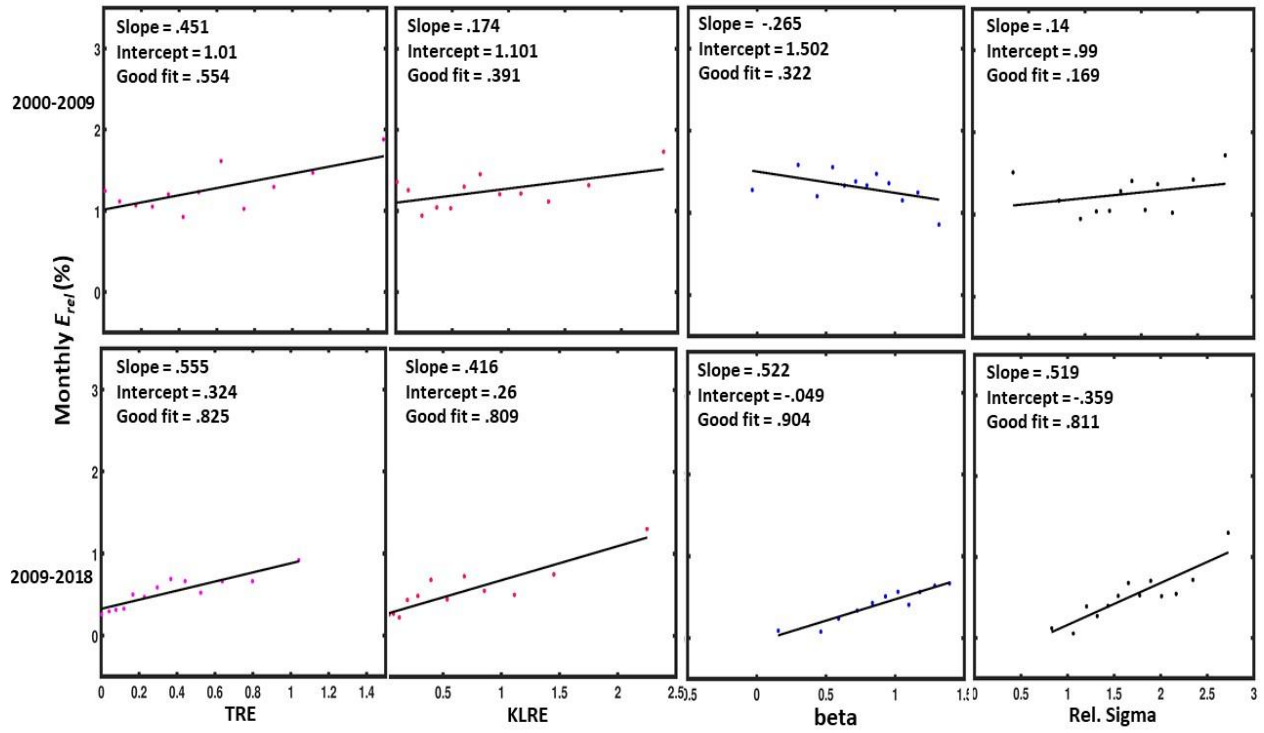 Slope = .451
Intercept = 1.01
Good fit = .554
Slope = .174
Intercept = 1.101
Good fit = .391
Slope = -.265
Intercept = 1.502
Good fit = .322
Slope = .14
Intercept = .99
Good fit = .169
3
2000-2009
2
1
0
Monthly E_rel (%)
Slope = .555
Intercept = .324
Good fit = .825
Slope = .416
Intercept = .26
Good fit = .809
Slope = .522
Intercept = -.049
Good fit = .904
Slope = .519
Intercept = -.359
Good fit = .811
3
2
1
2009-2018
0
0 0.2 0.4 0.6 0.8 1 1.2 1.4
0.5 1 1.5 2 2.5
0 0.5 1
0.5 1 1.5 2 2.5 3
TRE
KLRE
beta
Rel. Sigma